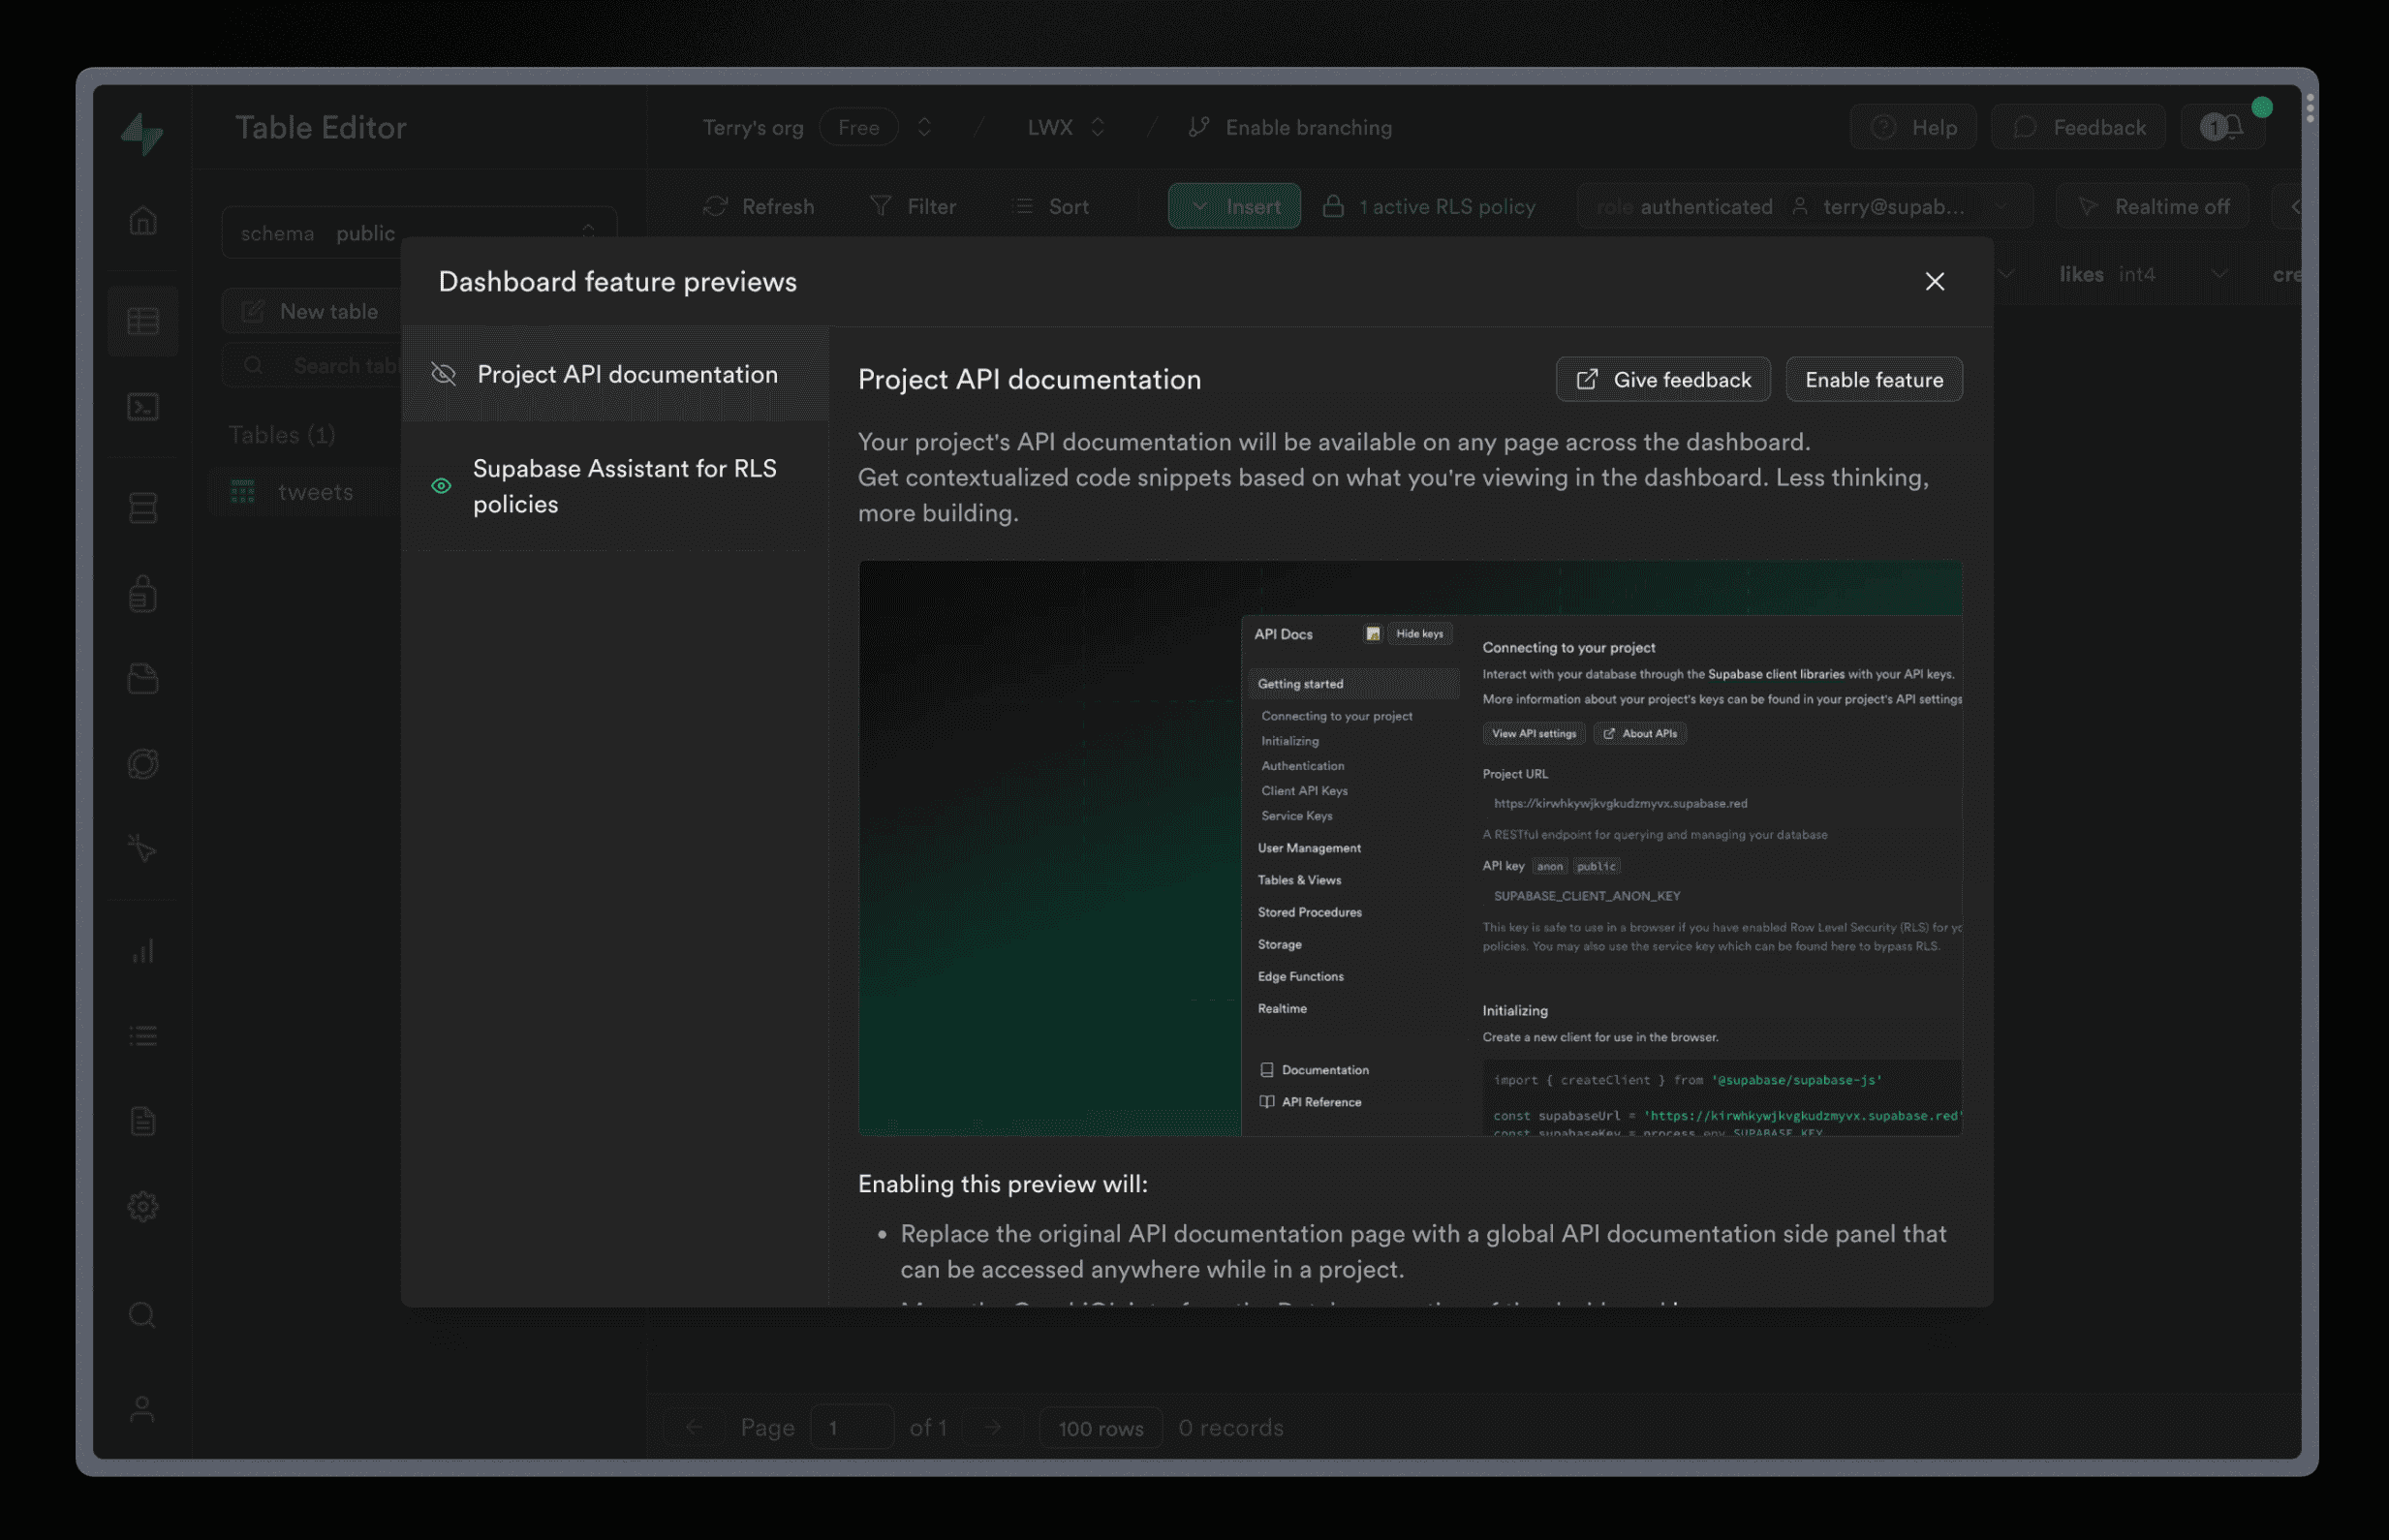 Table Editor
Terry's org Free / LWX / Enable branching
Help Feedback 1
Refresh Filter Sort Insert 1 active RLS policy role authenticated terry@supab... Realtime off
schema public
likes int4
New table
Tables (1)
tweets
Dashboard feature previews
Project API documentation
Supabase Assistant for RLS
policies
Project API documentation
Give feedback Enable feature
Your project's API documentation will be available on any page across the dashboard.
Get contextualized code snippets based on what you're viewing in the dashboard. Less thinking,
more building.
API Docs Hide keys
Getting started
Connecting to your project
Initializing
Authentication
Client API Keys
Service Keys
User Management
Tables & Views
Stored Procedures
Storage
Edge Functions
Realtime
Documentation
API Reference
Connecting to your project
Interact with your database through the Supabase client libraries with your API keys.
More information about your project's keys can be found in your project's API settings
View API settings About APIs
Project URL
https://kirwhkywjkvgkudzmyvx.supabase.red
A RESTful endpoint for querying and managing your database
API key anon public
SUPABASE_CLIENT_ANON_KEY
This key is safe to use in a browser if you have enabled Row Level Security (RLS) for
policies. You may also use the service key which can be found here to bypass RLS.
Initializing
Create a new client for use in the browser.
import { createClient } from '@supabase/supabase-js'
const supabaseUrl = 'https://kirwhkywjkvgkudzmyvx.supabase.red'
const supabaseKey = process.env.SUPABASE_KEY
Enabling this preview will:
• Replace the original API documentation page with a global API documentation side panel that
can be accessed anywhere while in a project.
Page 1 of 1 100 rows 0 records
Search